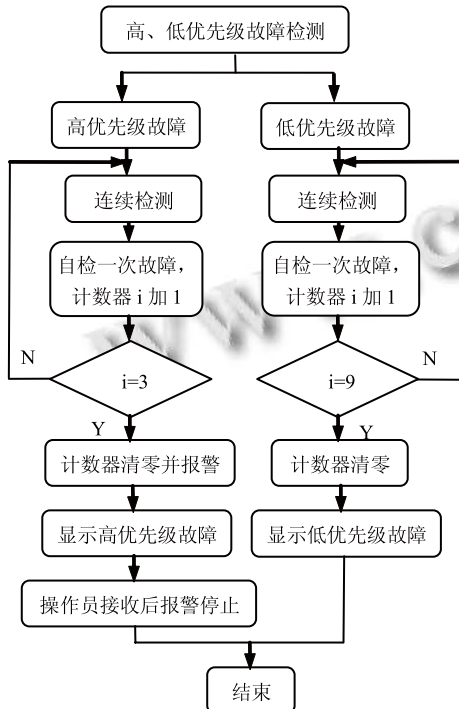 高、低优先级故障检测
高优先级故障
低优先级故障
连续检测
连续检测
自检一次故障，
计数器 i 加 1
自检一次故障，
计数器 i 加 1
N
i=3
i=9
N
Y
Y
计数器清零并报警
计数器清零
显示高优先级故障
显示低优先级故障
操作员接收后报警停止
结束